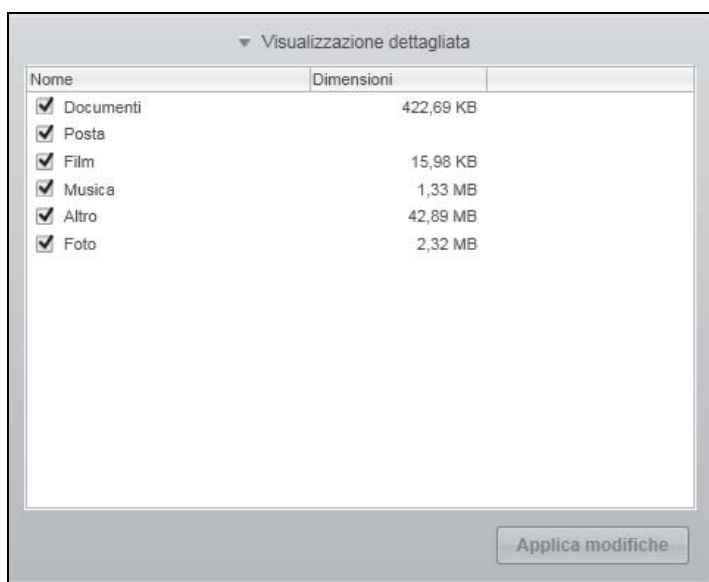 Visualizzazione dettagliata
Nome Dimensioni
Documenti 422,69 KB
Posta
Film 15,98 KB
Musica 1,33 MB
Altro 42,89 MB
Foto 2,32 MB
Applica modifiche